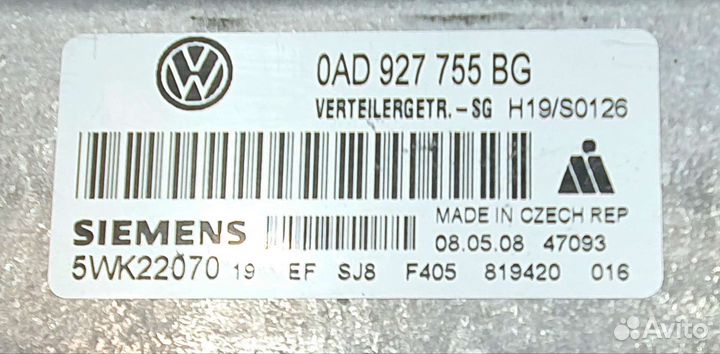 0AD 927 755 BG
VERTEILERGETR. - SG H19/S0126
MADE IN CZECH REP
SIEMENS
08.05.08 47093
5WK22070 19 EF SJ8 F405 819420 016
Avito